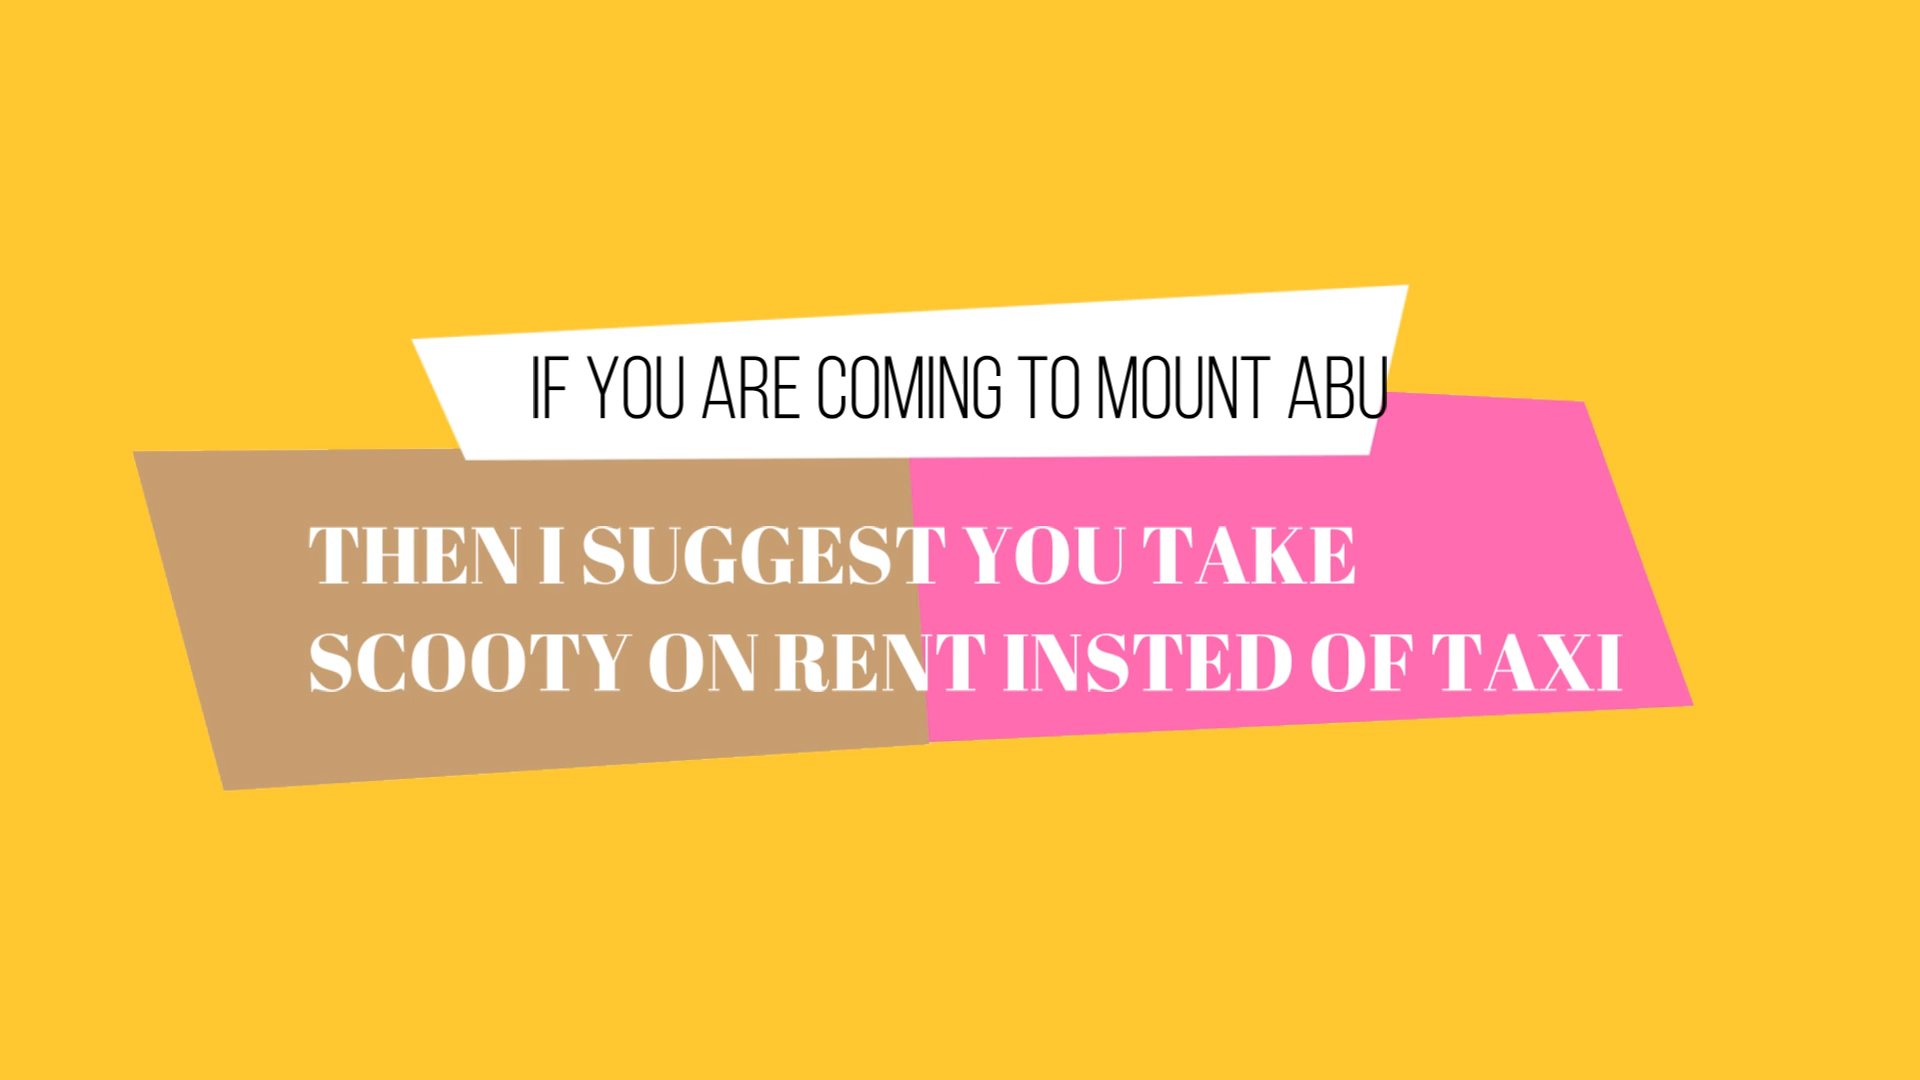 IF YOU ARE COMING TO MOUNT ABU
THEN I SUGGEST YOU TAKE
SCOOTY ON RENT INSTED OF TAXI